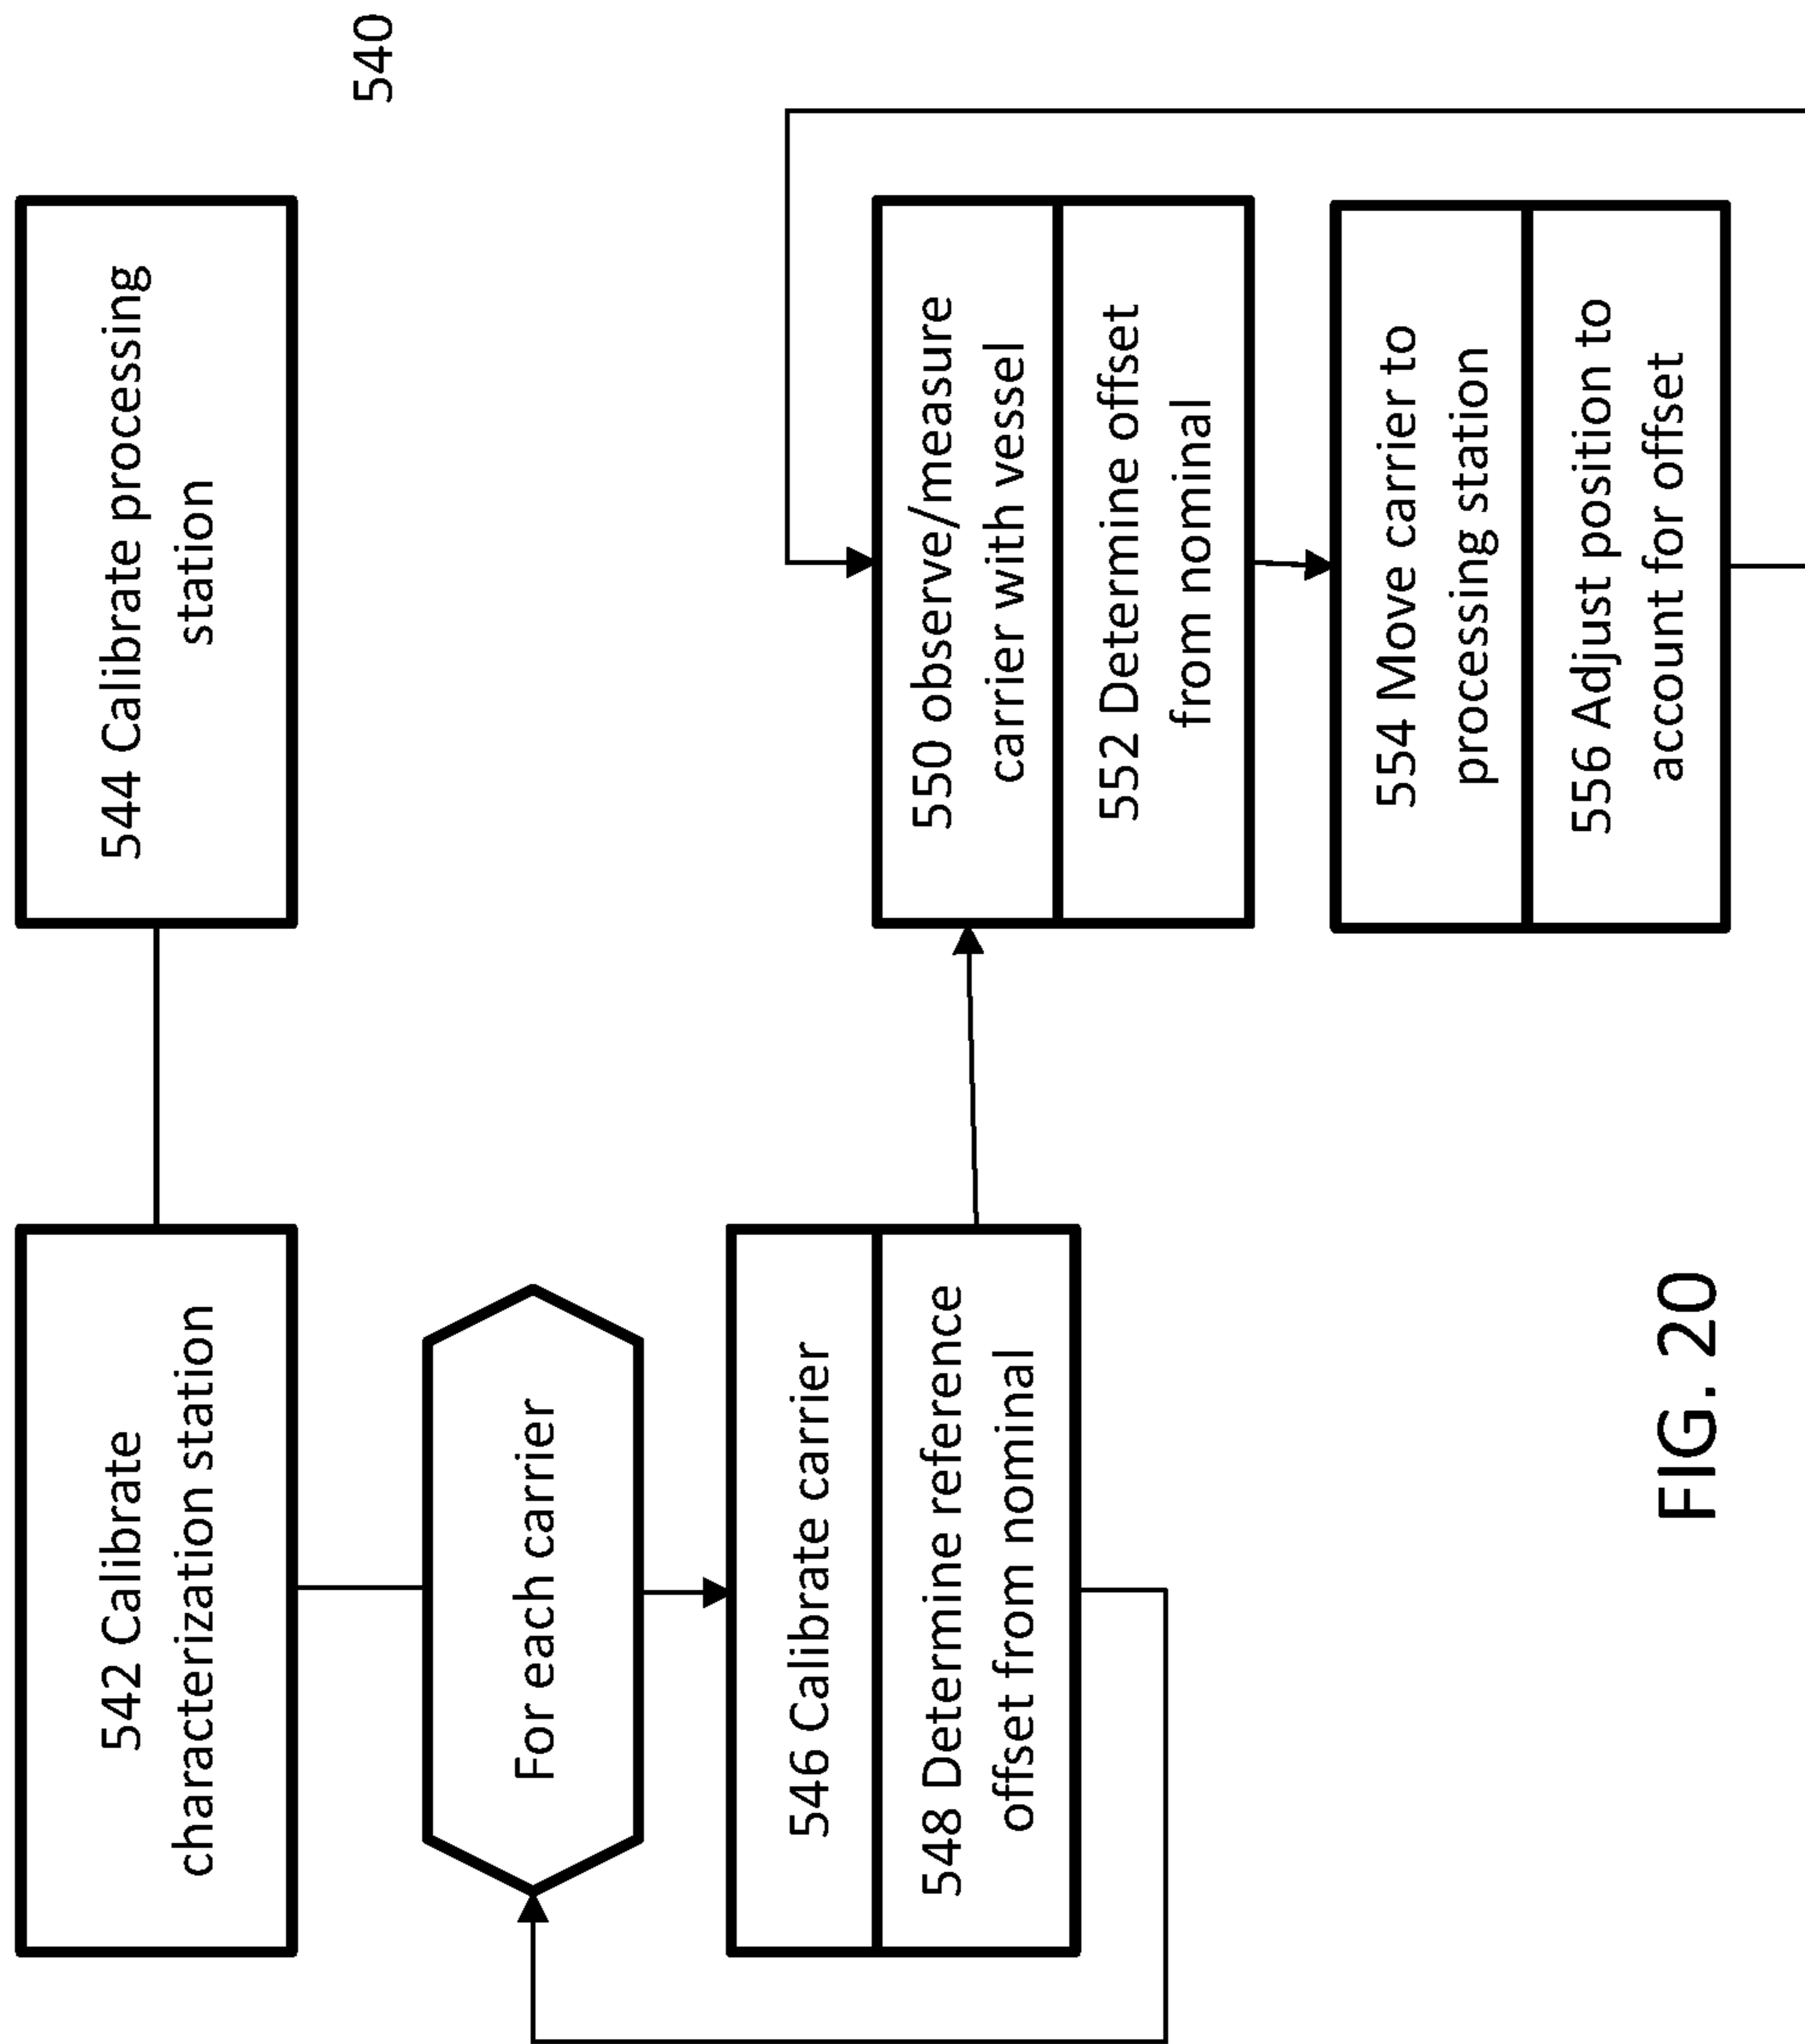 540
542 Calibrate
characterization station
544 Calibrate processing
station
For each carrier
546 Calibrate carrier
548 Determine reference
offset from nominal
550 observe/measure
carrier with vessel
552 Determine offset
from nominal
554 Move carrier to
processing station
556 Adjust position to
account for offset
FIG. 20